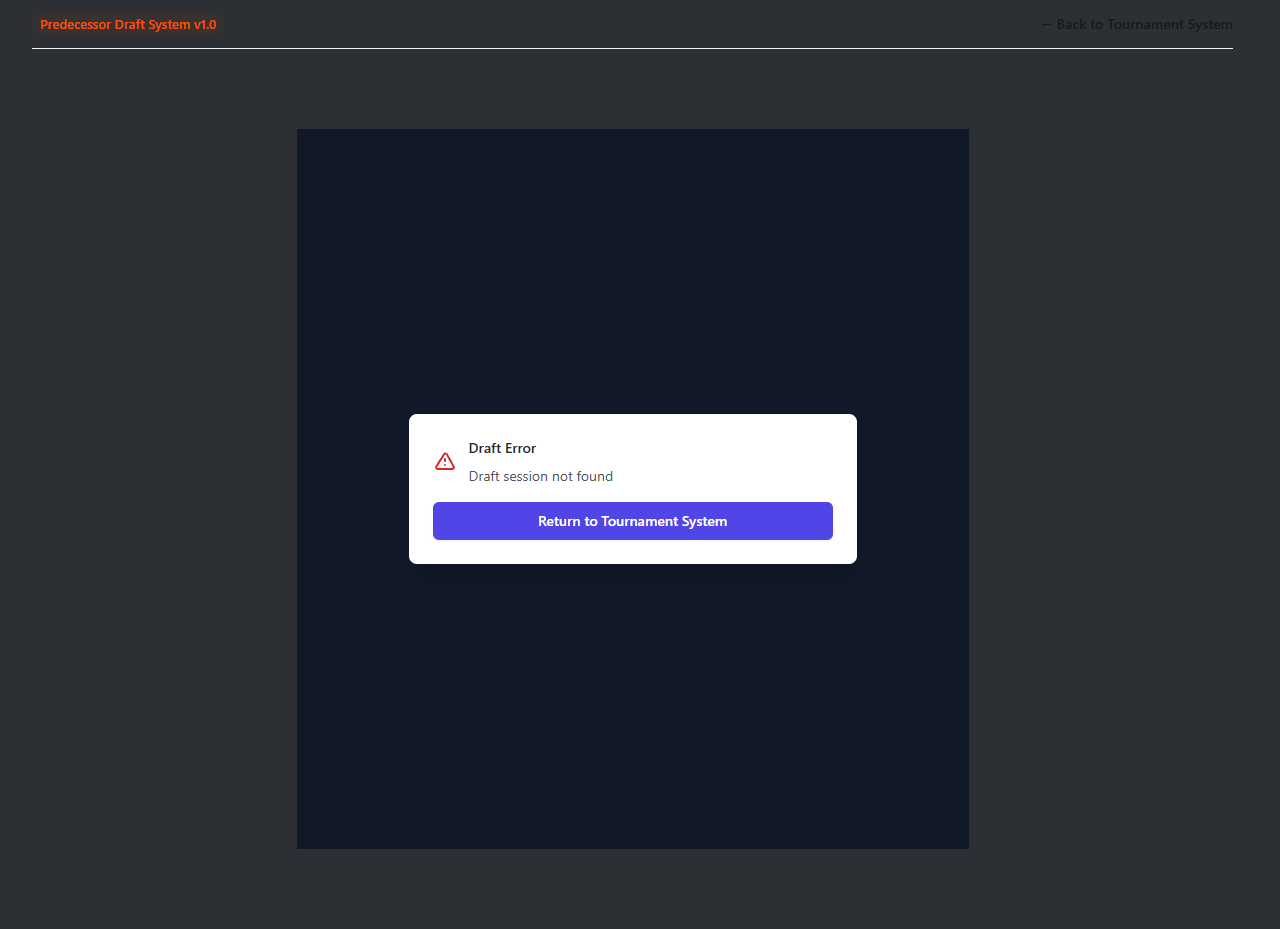 Predecessor Draft System v1.0
← Back to Tournament System
Draft Error
Draft session not found
Return to Tournament System